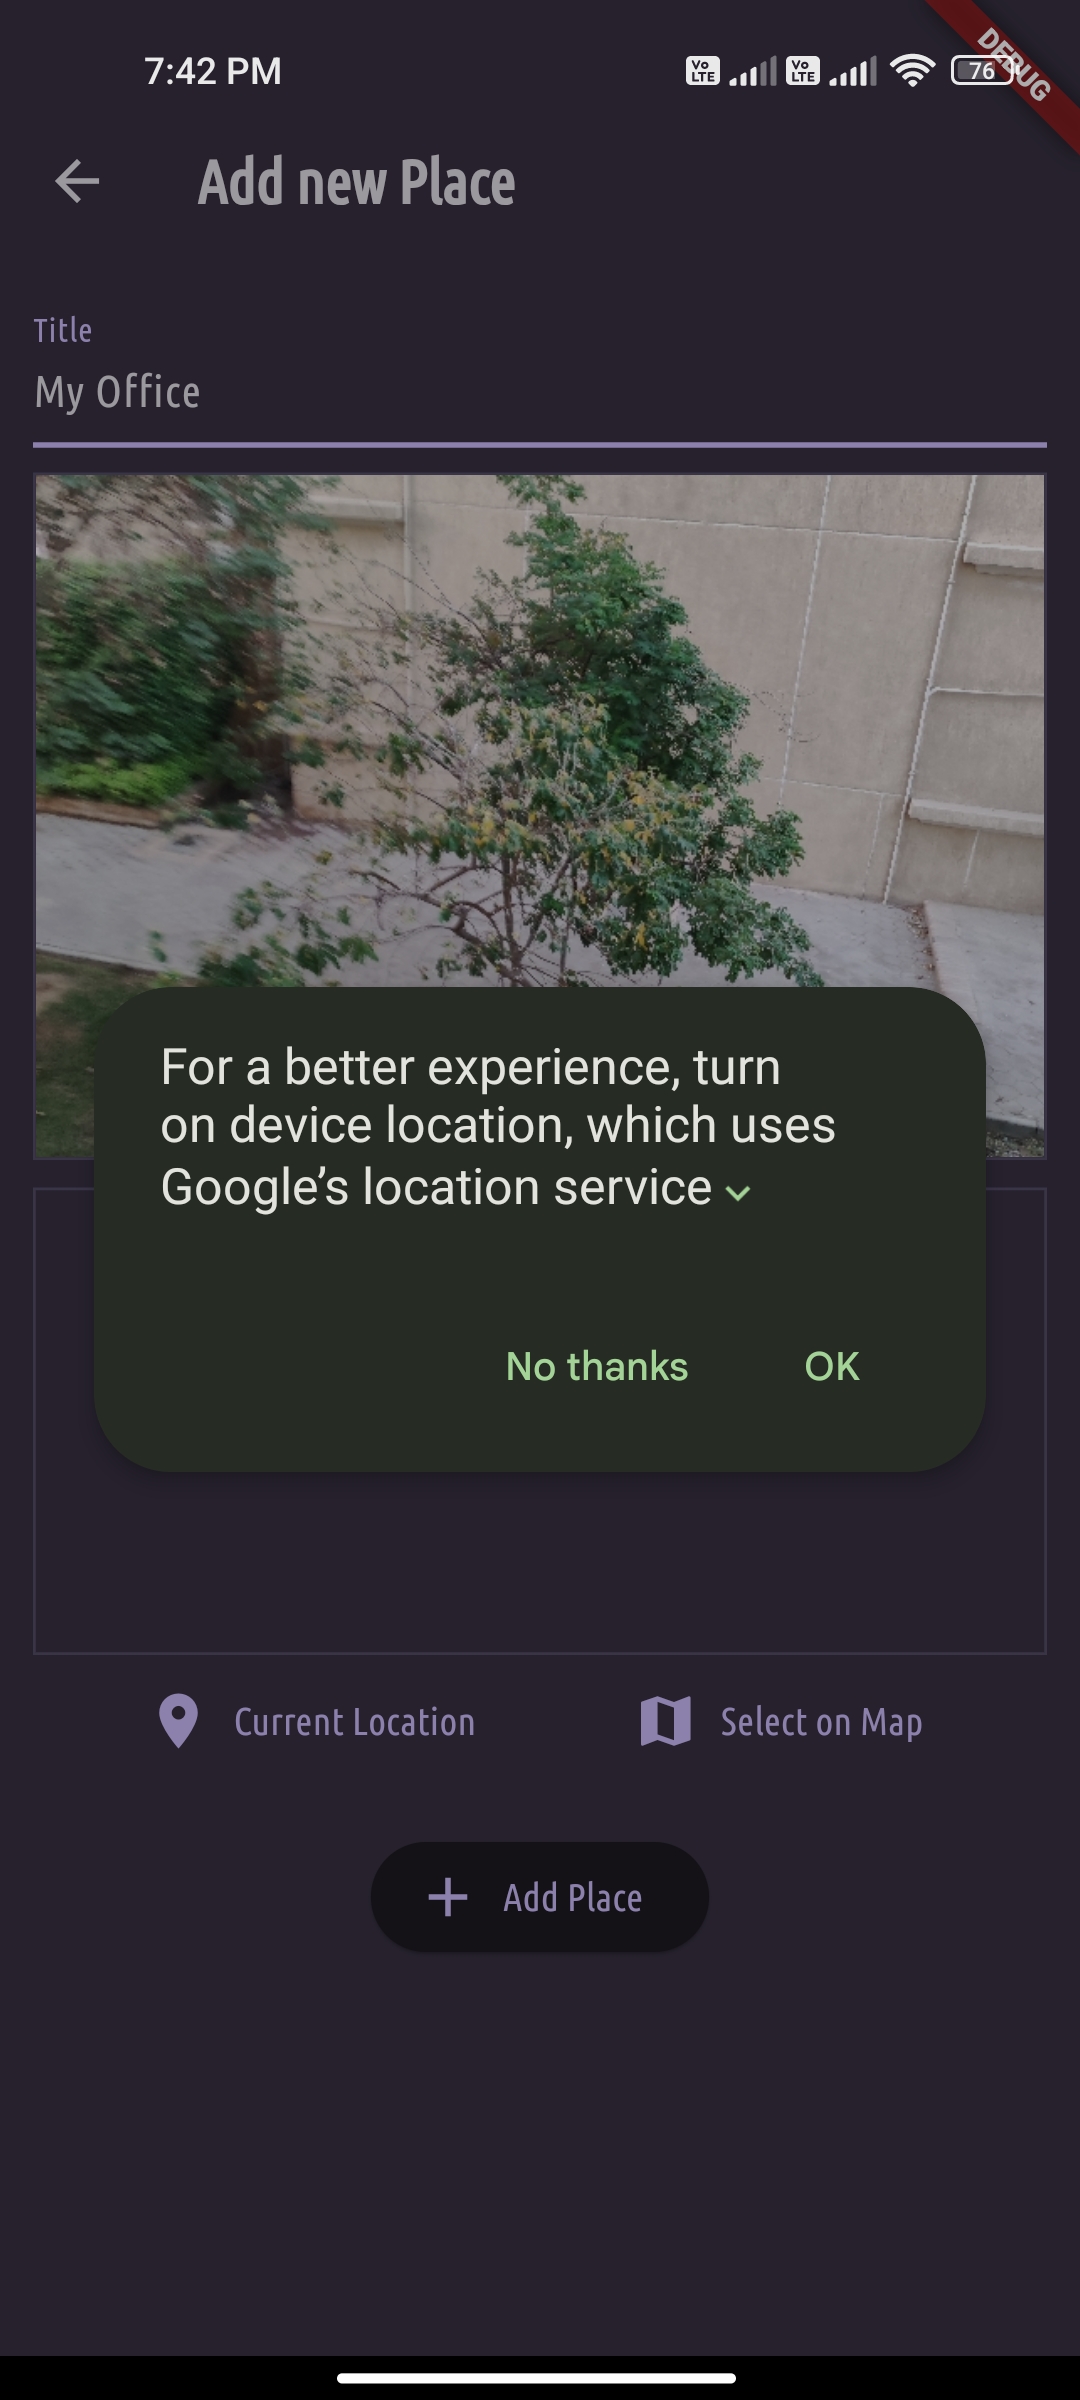 7:42 PM
Vo LTE
Vo LTE
76
DEBUG
Add new Place
Title
My Office
For a better experience, turn
on device location, which uses
Google’s location service
No thanks
OK
Current Location
Select on Map
Add Place